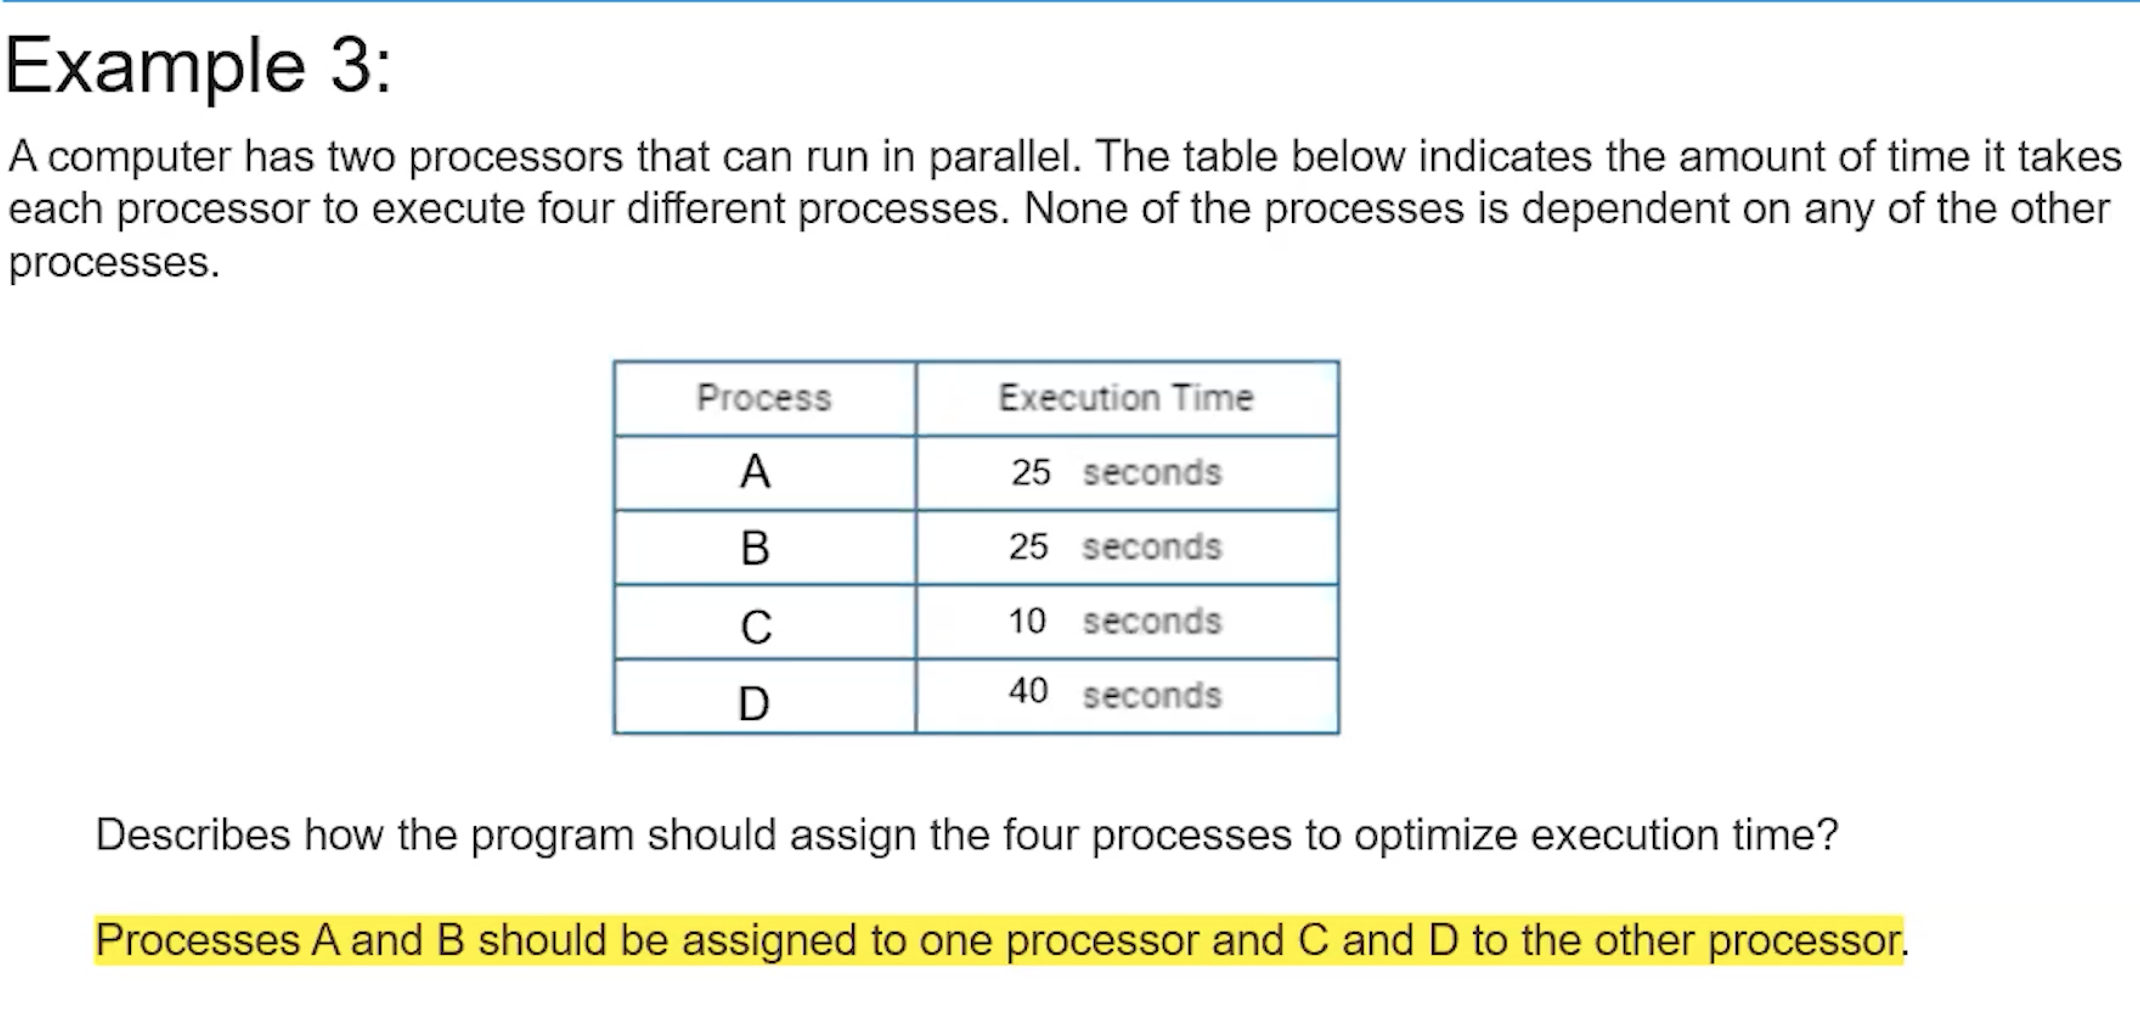 Example 3:
A computer has two processors that can run in parallel. The table below indicates the amount of time it takes
each processor to execute four different processes. None of the processes is dependent on any of the other
processes.
Process Execution Time
A 25 seconds
B 25 seconds
C 10 seconds
D 40 seconds
Describes how the program should assign the four processes to optimize execution time?
Processes A and B should be assigned to one processor and C and D to the other processor.